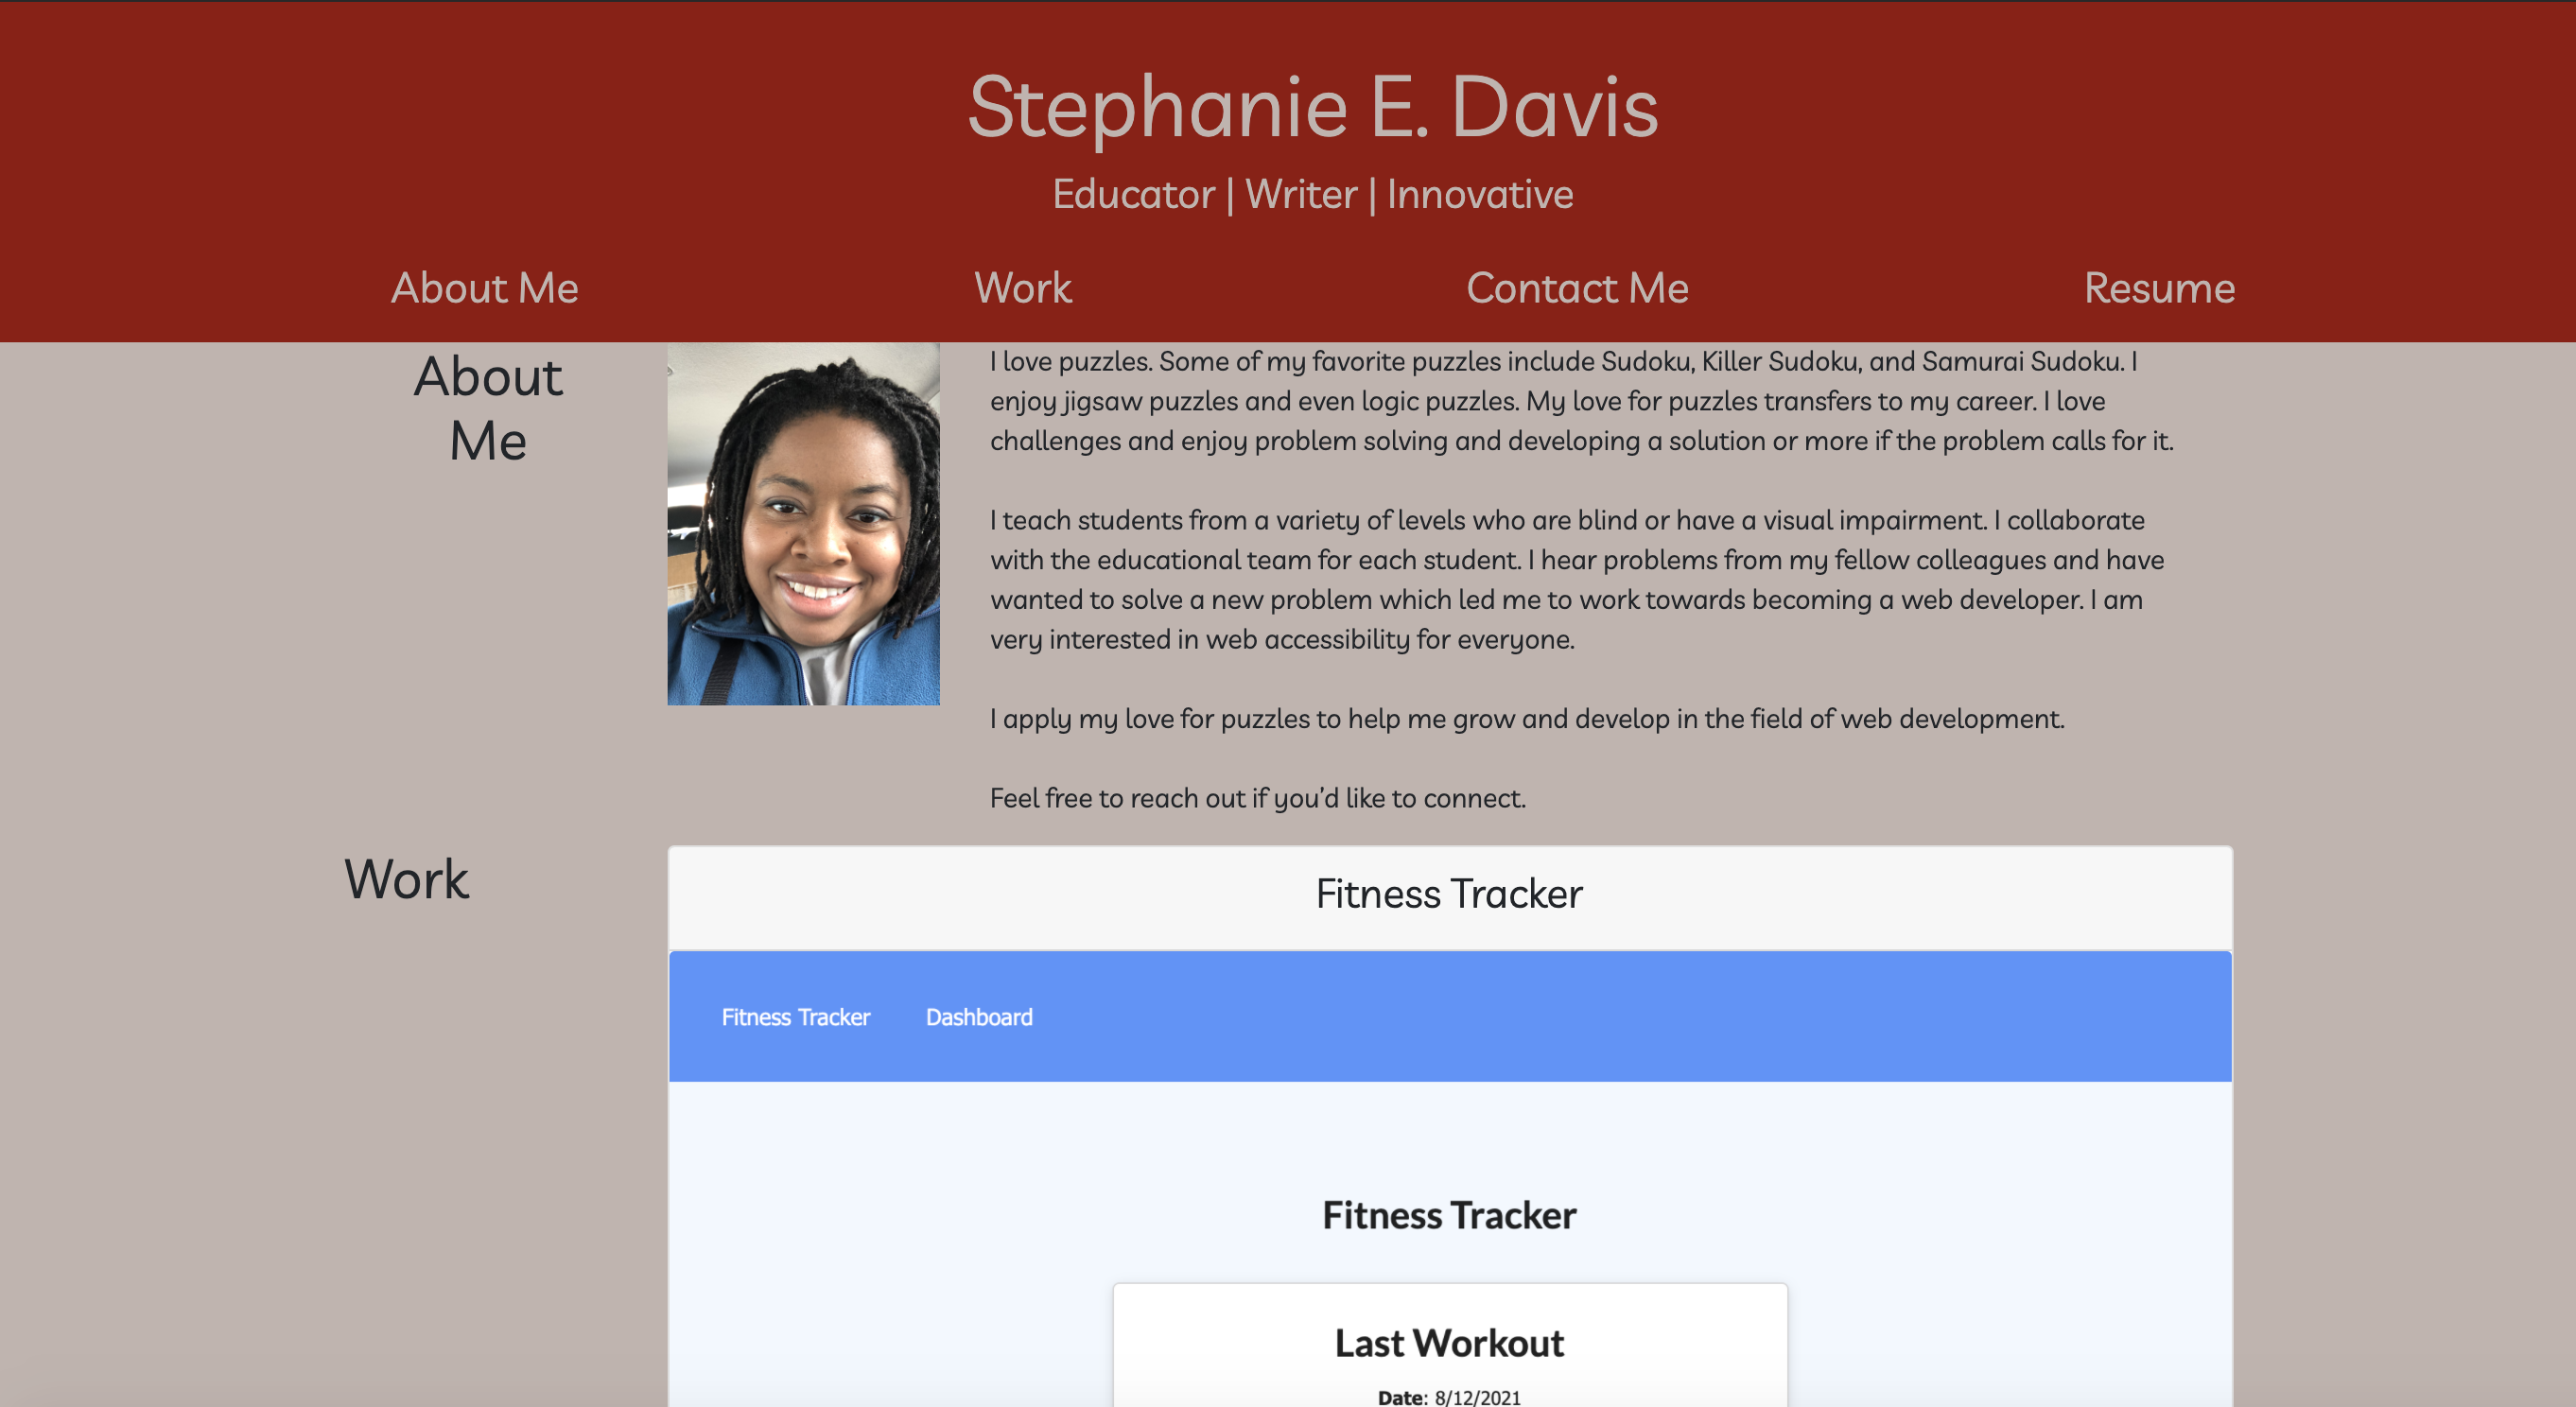 Stephanie E. Davis
Educator | Writer | Innovative
About Me
Work
Contact Me
Resume
About
Me
I love puzzles. Some of my favorite puzzles include Sudoku, Killer Sudoku, and Samurai Sudoku. I
enjoy jigsaw puzzles and even logic puzzles. My love for puzzles transfers to my career. I love
challenges and enjoy problem solving and developing a solution or more if the problem calls for it.
I teach students from a variety of levels who are blind or have a visual impairment. I collaborate
with the educational team for each student. I hear problems from my fellow colleagues and have
wanted to solve a new problem which led me to work towards becoming a web developer. I am
very interested in web accessibility for everyone.
I apply my love for puzzles to help me grow and develop in the field of web development.
Feel free to reach out if you’d like to connect.
Work
Fitness Tracker
Fitness Tracker
Dashboard
Fitness Tracker
Last Workout
Date: 8/12/2021